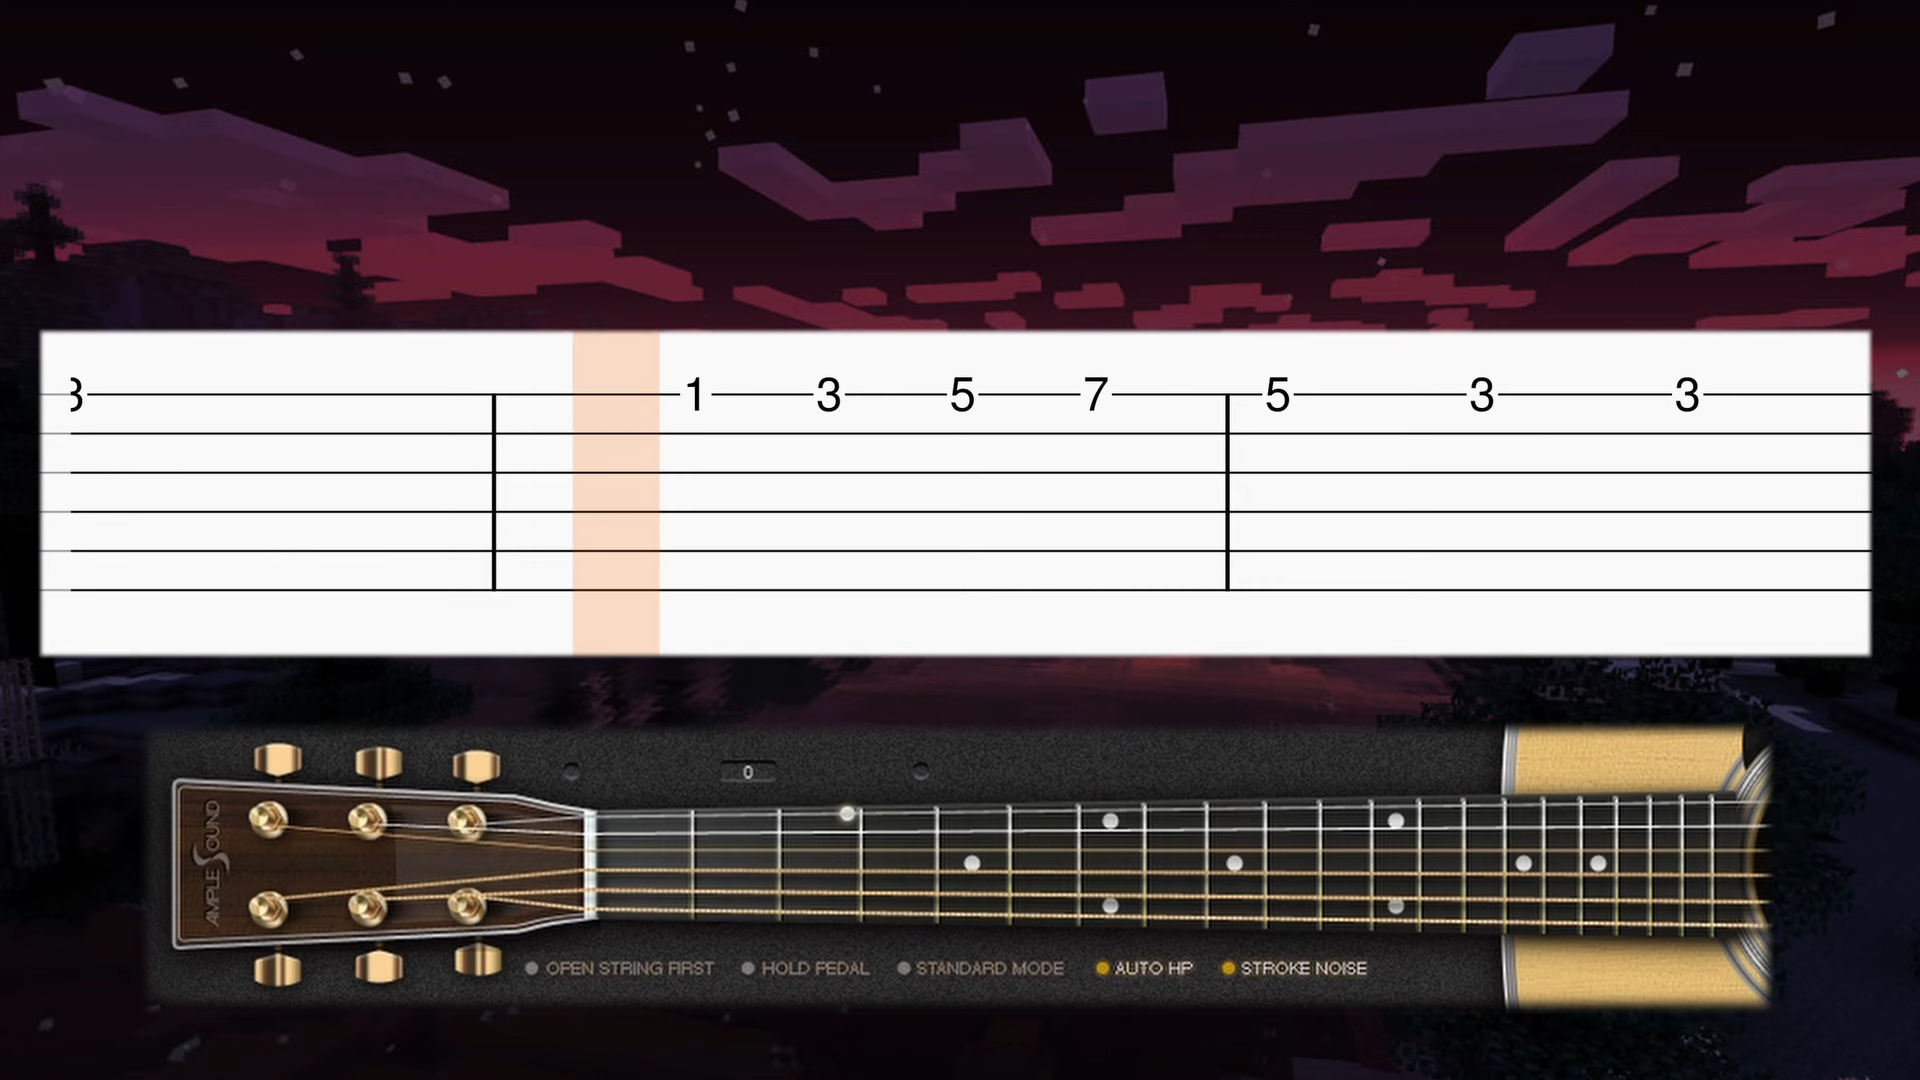 3 1 3 5 7 5 3 3
0
AMPLE SOUND
OPEN STRING FIRST HOLD PEDAL STANDARD MODE AUTO HP STROKE NOISE